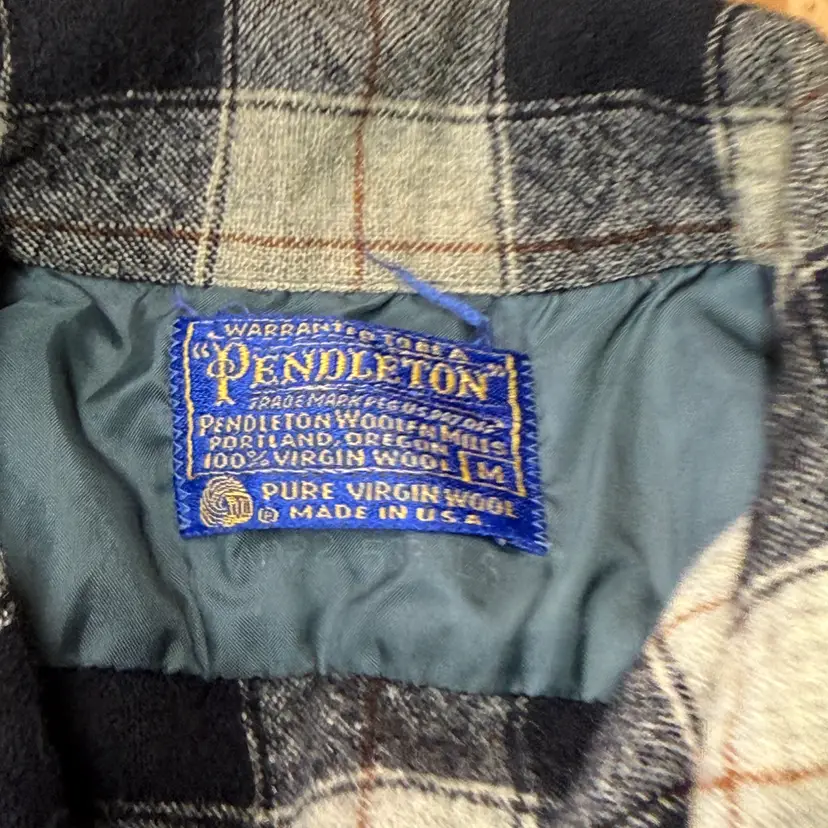 WARRANTED TO BE A
"PENDLETON"
TRADE MARK REG. U.S. PAT. OFF.
PENDLETON WOOLEN MILLS
PORTLAND, OREGON
100% VIRGIN WOOL M
PURE VIRGIN WOOL
® MADE IN U.S.A.